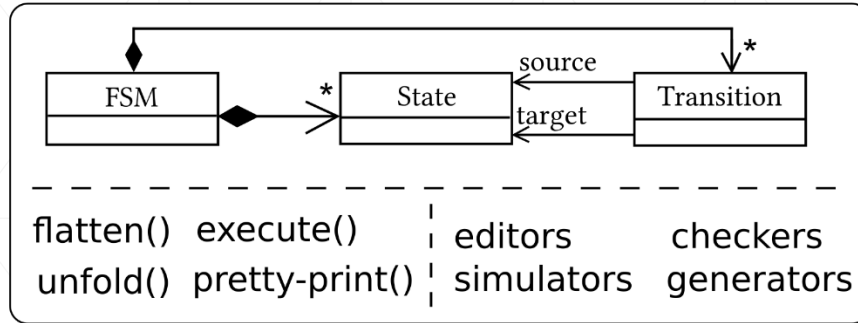 *
source
FSM
*
State
Transition
target
flatten() execute()
unfold() pretty-print()
editors checkers
simulators generators